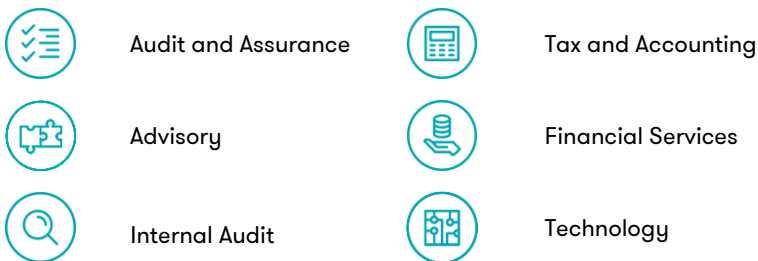 Audit and Assurance
Tax and Accounting
Advisory
Financial Services
Internal Audit
Technology